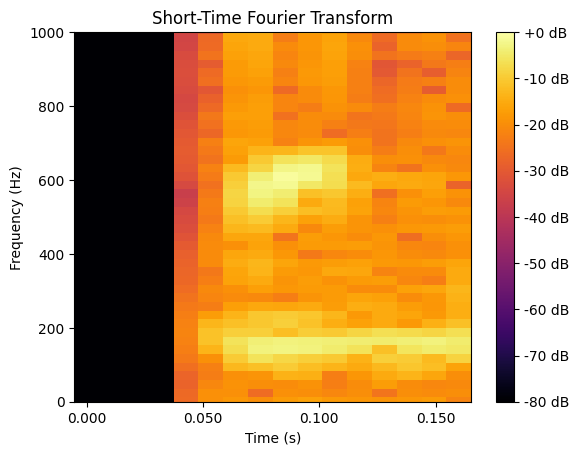 Short-Time Fourier Transform
Frequency (Hz)
1000
800
600
400
200
0
0.000 0.050 0.100 0.150
Time (s)
+0 dB
-10 dB
-20 dB
-30 dB
-40 dB
-50 dB
-60 dB
-70 dB
-80 dB